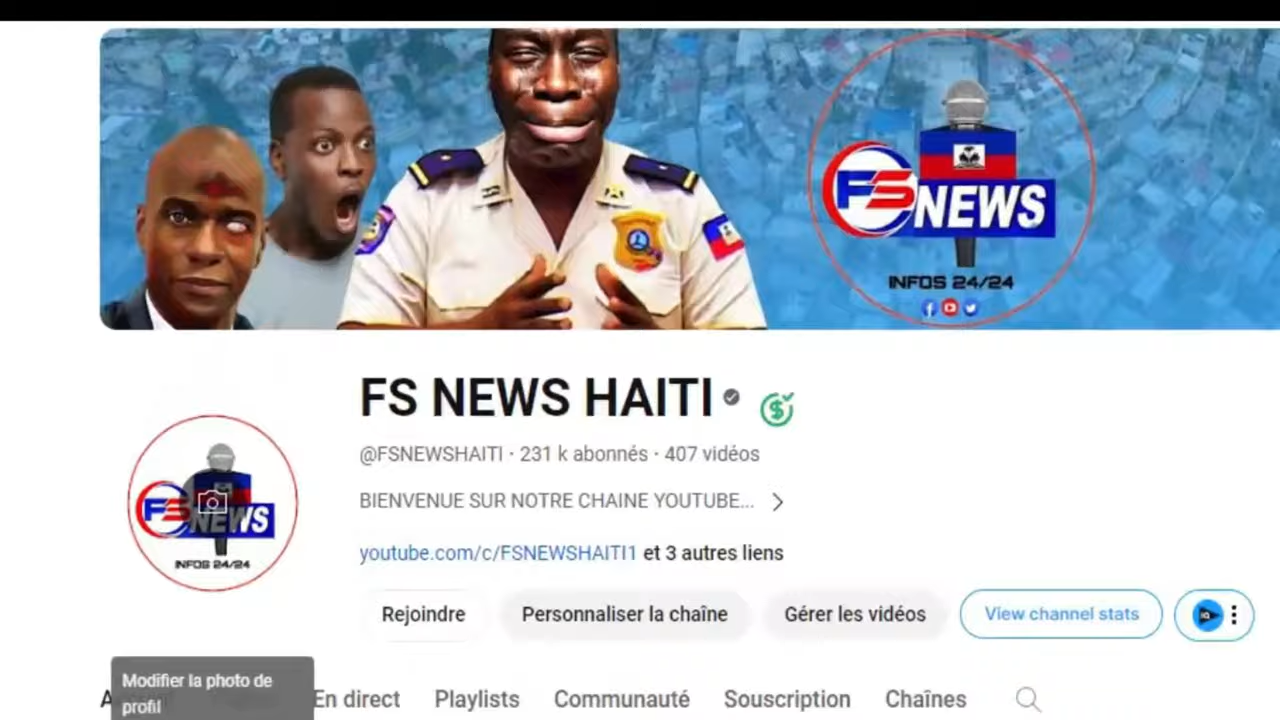 FS NEWS
INFOS 24/24
FS NEWS HAITI
@FSNEWSHAITI · 231 k abonnés · 407 vidéos
BIENVENUE SUR NOTRE CHAINE YOUTUBE...
youtube.com/c/FSNEWSHAITI1 et 3 autres liens
FS NEWS
INFOS 24/24
Rejoindre Personnaliser la chaîne Gérer les vidéos View channel stats
Modifier la photo de
profil
En direct Playlists Communauté Souscription Chaînes